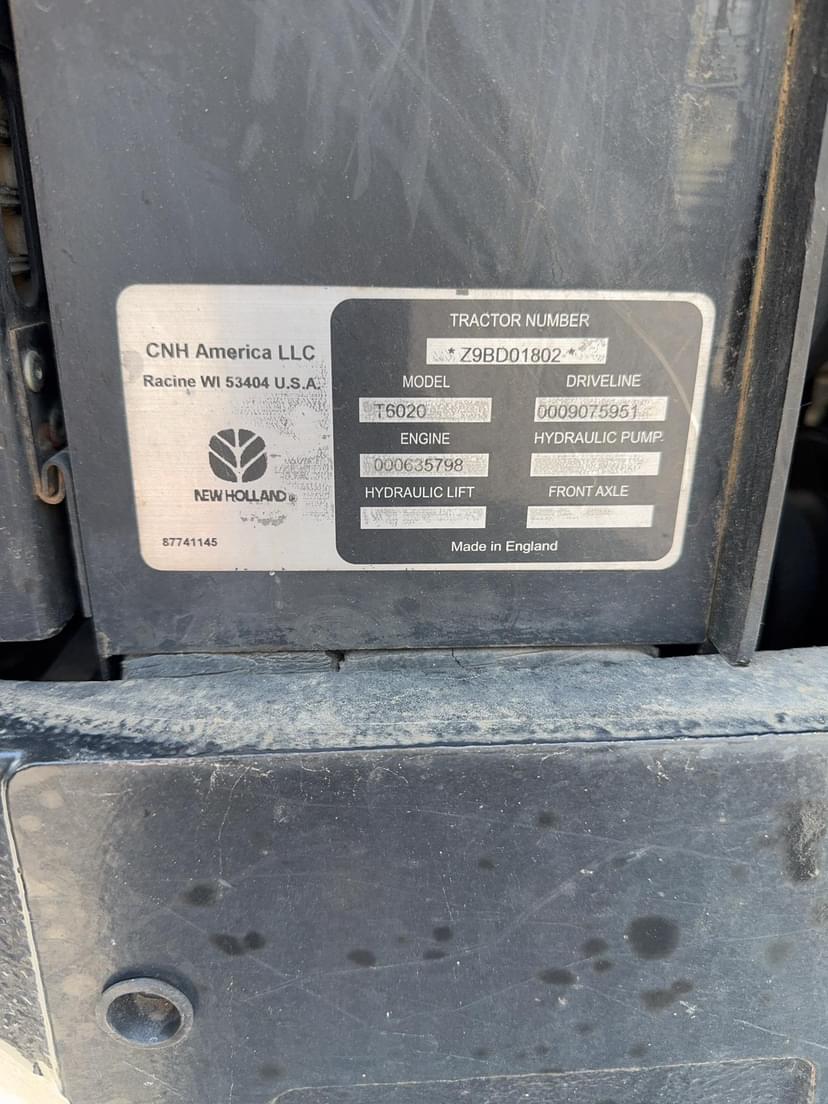 CNH America LLC
Racine WI 53404 U.S.A.
NEW HOLLAND®
87741145
TRACTOR NUMBER
*Z9BD01802*
MODEL DRIVELINE
T6020 0009075951
ENGINE HYDRAULIC PUMP.
000635798
HYDRAULIC LIFT FRONT AXLE
Made in England